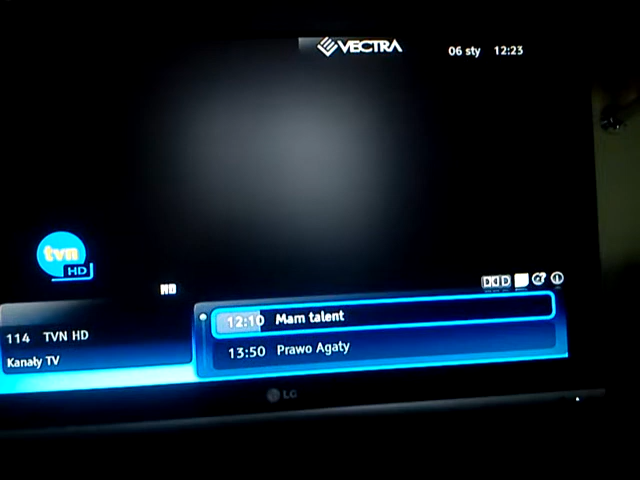 VECTRA
06 sty 12:23
tvn
HD
HD
114 TVN HD
Kanały TV
12:10 Mam talent
13:50 Prawo Agaty
LG